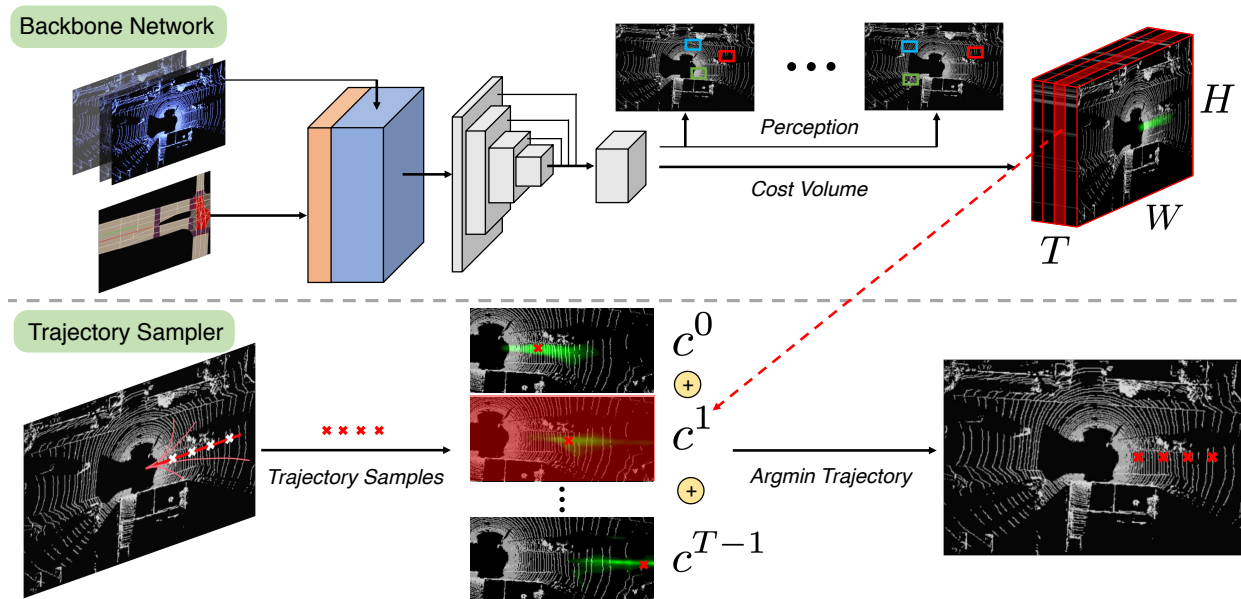 Backbone Network
Perception
Cost Volume
H
W
T
Trajectory Sampler
Trajectory Samples
c^0
+
c^1
+
c^{T-1}
Argmin Trajectory